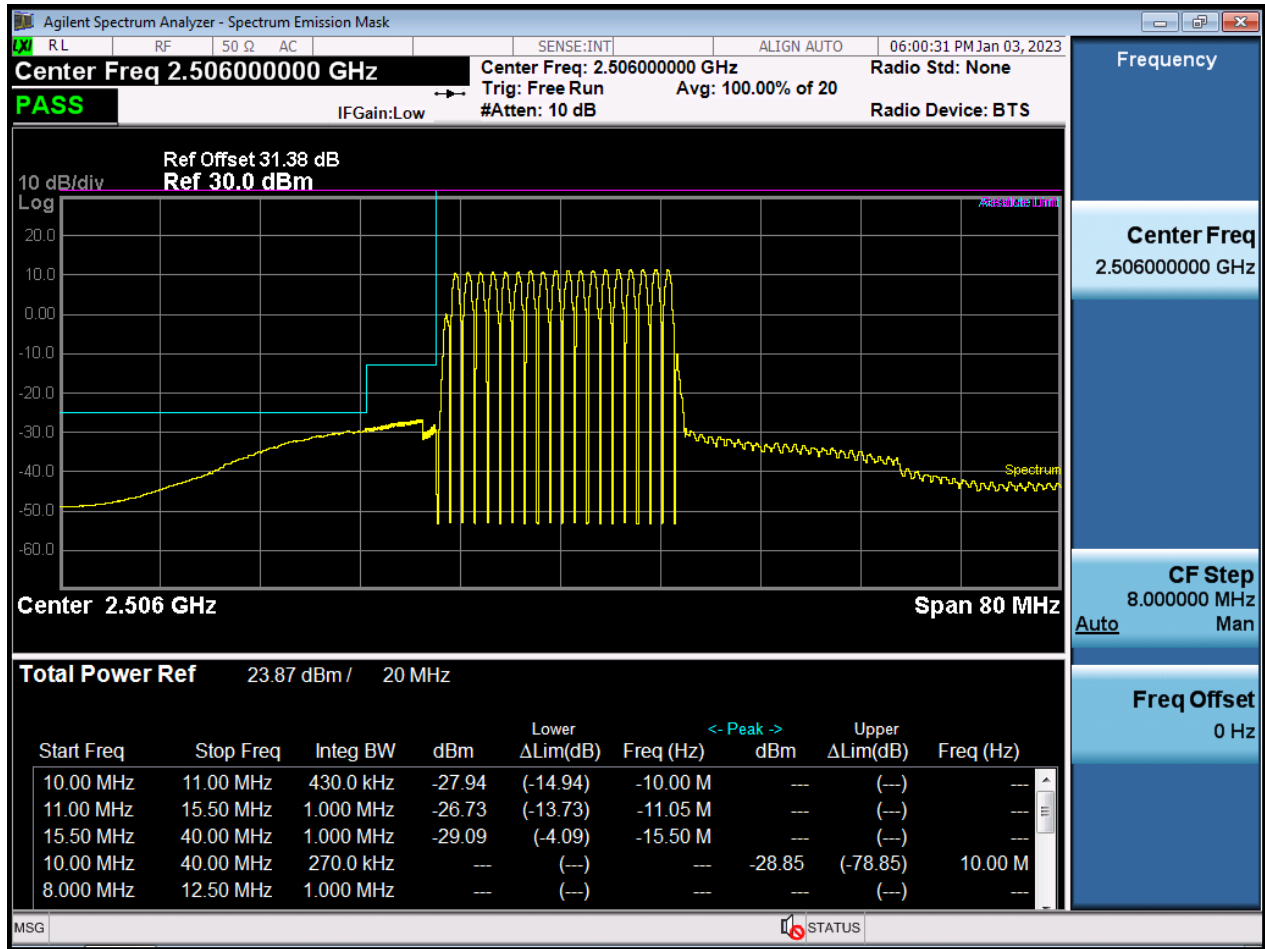 Agilent Spectrum Analyzer - Spectrum Emission Mask
LXI RL RF 50 Ω AC SENSE:INT ALIGN AUTO 06:00:31 PM Jan 03, 2023
Center Freq 2.506000000 GHz
Center Freq: 2.506000000 GHz
Radio Std: None
Trig: Free Run Avg: 100.00% of 20
PASS
IFGain:Low
#Atten: 10 dB
Radio Device: BTS
Ref Offset 31.38 dB
10 dB/div Ref 30.0 dBm
Log
20.0
10.0
0.00
-10.0
-20.0
-30.0
-40.0
-50.0
-60.0
Spectrum
Center 2.506 GHz Span 80 MHz
Total Power Ref 23.87 dBm / 20 MHz
Lower <- Peak -> Upper
Start Freq Stop Freq Integ BW dBm ΔLim(dB) Freq (Hz) dBm ΔLim(dB) Freq (Hz)
10.00 MHz 11.00 MHz 430.0 kHz -27.94 (-14.94) -10.00 M --- (---) ---
11.00 MHz 15.50 MHz 1.000 MHz -26.73 (-13.73) -11.05 M --- (---) ---
15.50 MHz 40.00 MHz 1.000 MHz -29.09 (-4.09) -15.50 M --- (---) ---
10.00 MHz 40.00 MHz 270.0 kHz --- (---) --- -28.85 (-78.85) 10.00 M
8.000 MHz 12.50 MHz 1.000 MHz --- (---) --- --- (---) ---
MSG STATUS
Frequency
Center Freq
2.506000000 GHz
CF Step
8.000000 MHz
Auto Man
Freq Offset
0 Hz